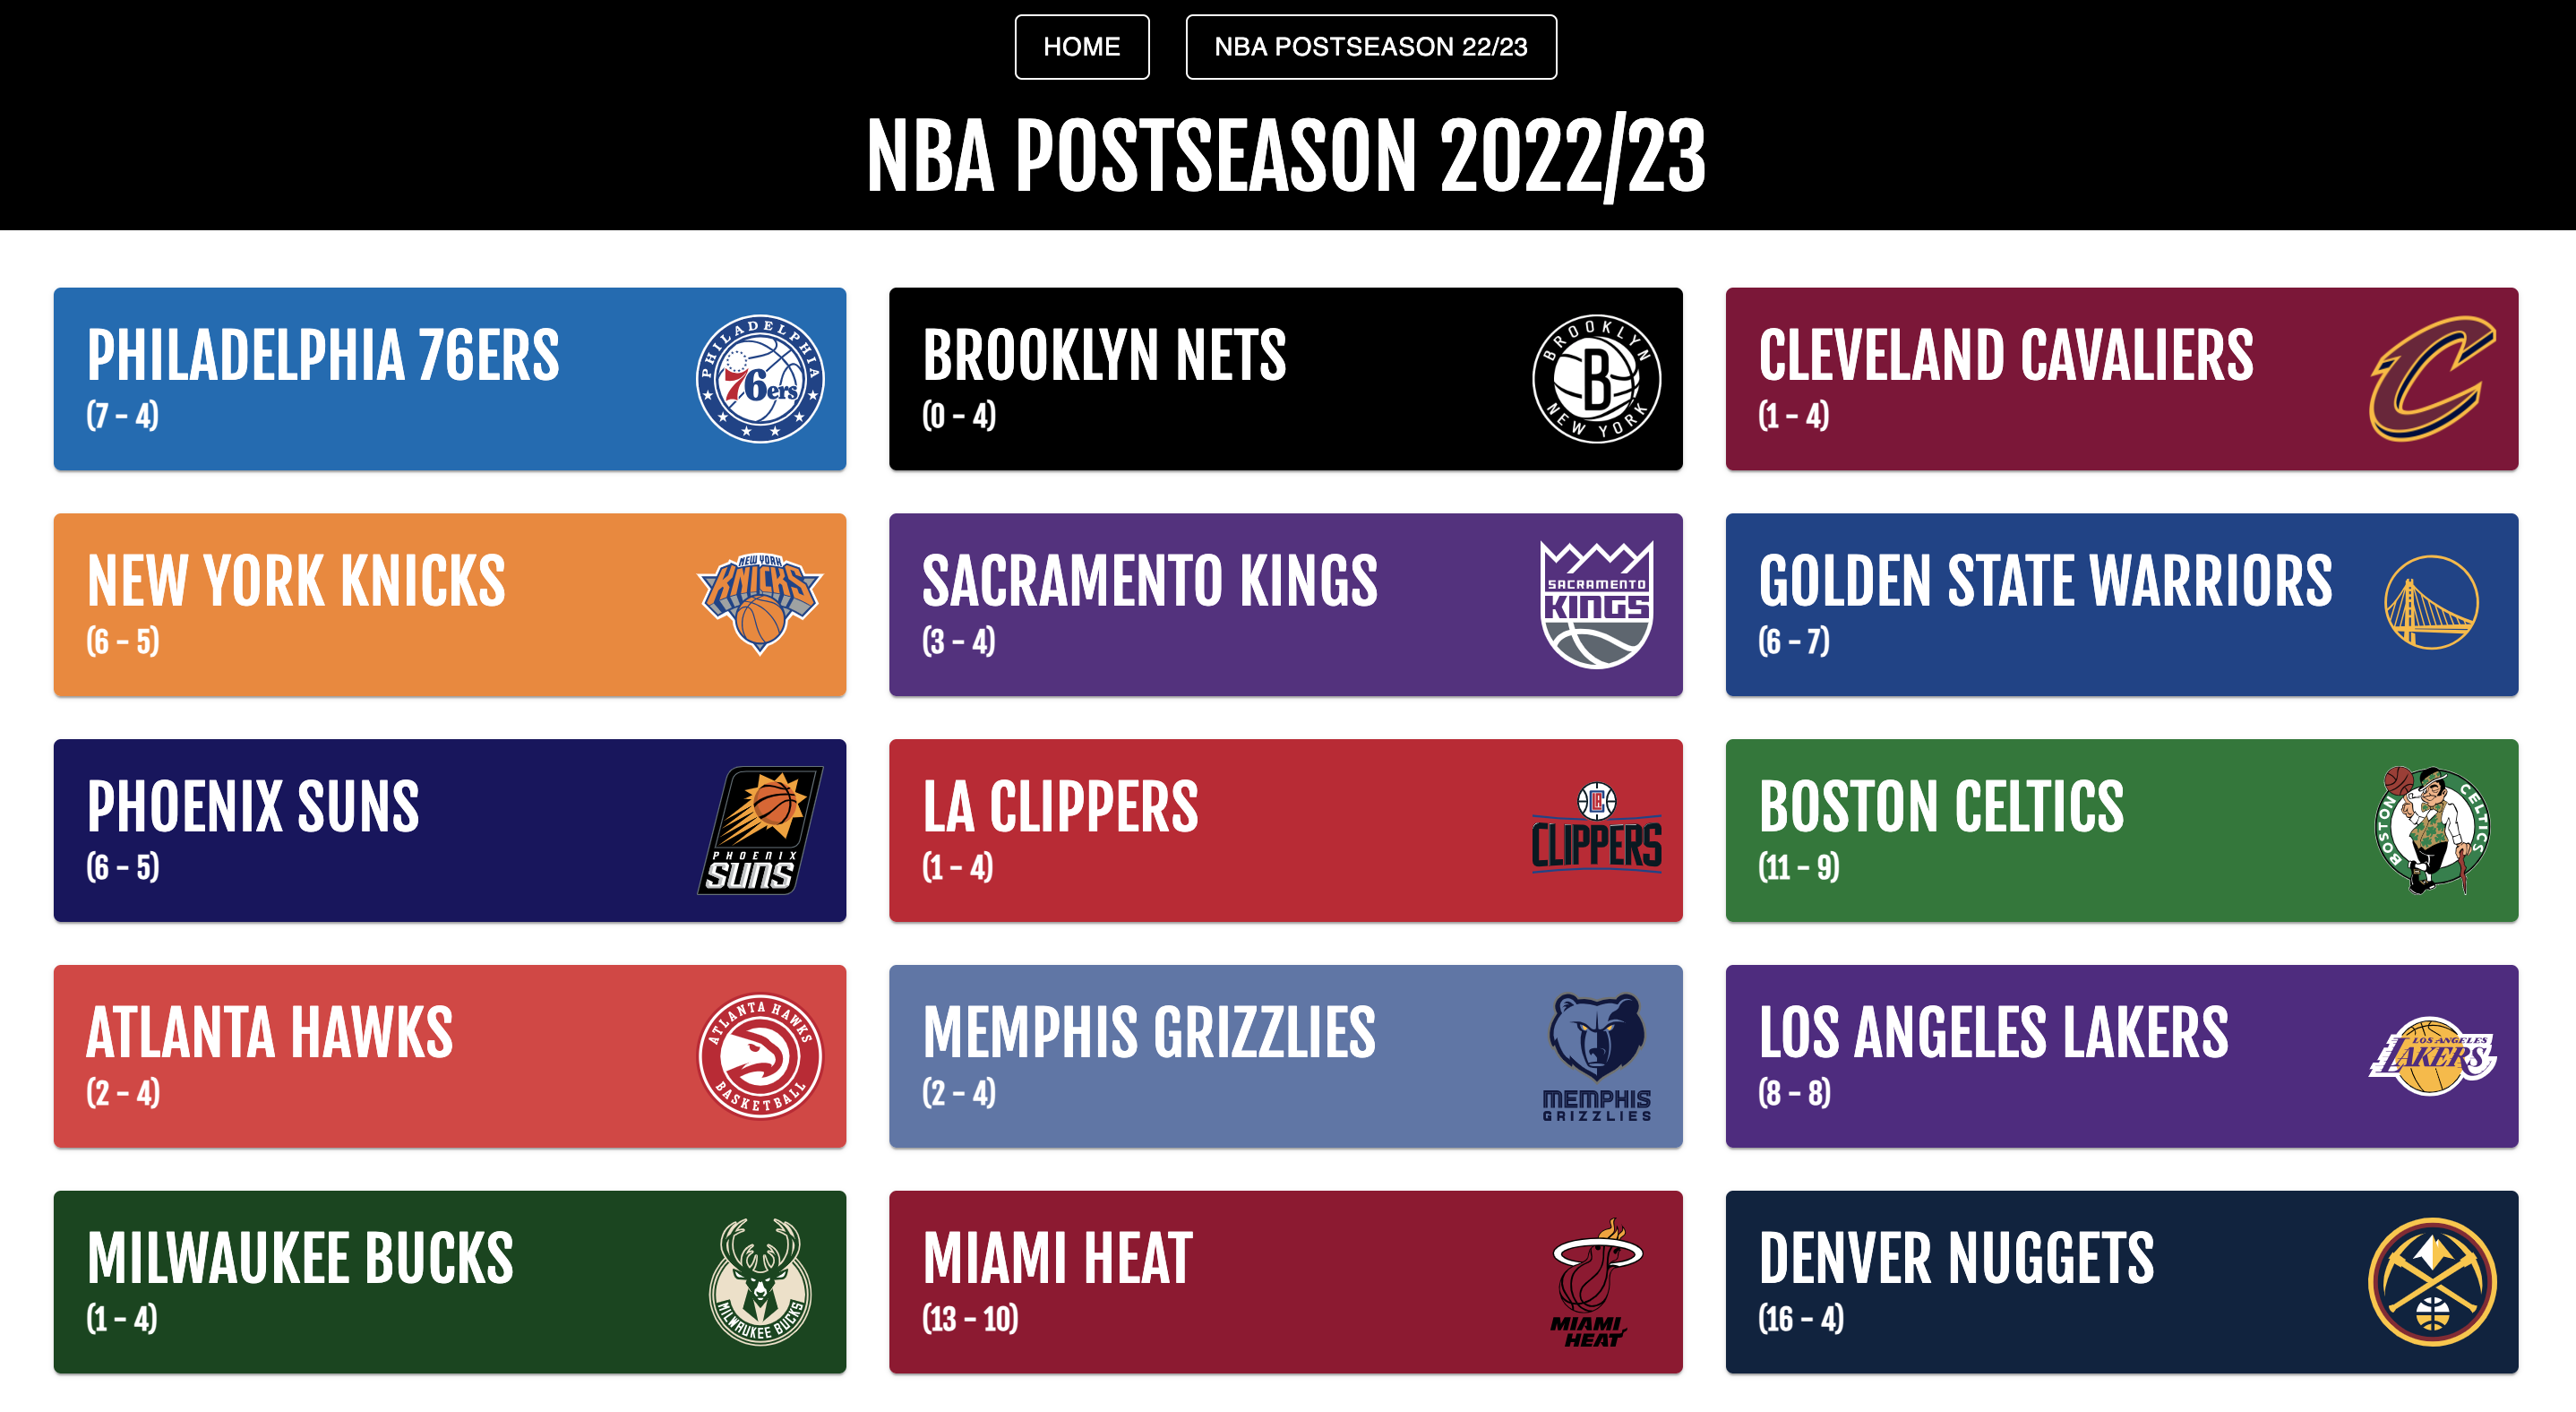 HOME
NBA POSTSEASON 22/23
NBA POSTSEASON 2022/23
PHILADELPHIA 76ERS
(7 – 4)
PHILADELPHIA
76ers
BROOKLYN NETS
(0 – 4)
BROOKLYN
B
NEW YORK
CLEVELAND CAVALIERS
(1 – 4)
C
NEW YORK KNICKS
(6 – 5)
NEW YORK
KNICKS
SACRAMENTO KINGS
(3 – 4)
SACRAMENTO
KINGS
GOLDEN STATE WARRIORS
(6 – 7)
PHOENIX SUNS
(6 – 5)
PHOENIX
SUNS
LA CLIPPERS
(1 – 4)
CLIPPERS
BOSTON CELTICS
(11 – 9)
BOSTON CELTICS
ATLANTA HAWKS
(2 – 4)
ATLANTA HAWKS
BASKETBALL
MEMPHIS GRIZZLIES
(2 – 4)
MEMPHIS
GRIZZLIES
LOS ANGELES LAKERS
(8 – 8)
LOS ANGELES
LAKERS
MILWAUKEE BUCKS
(1 – 4)
MILWAUKEE BUCKS
MIAMI HEAT
(13 – 10)
MIAMI
HEAT
DENVER NUGGETS
(16 – 4)